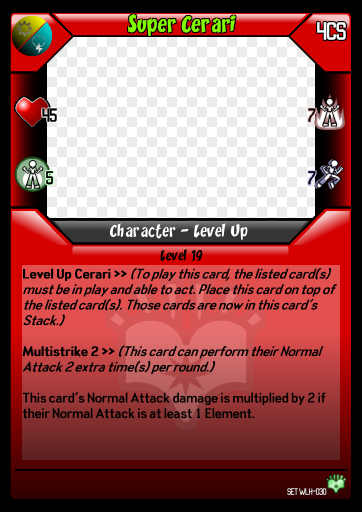 Super Cerari
4CS
45
7
5
7
Character - Level Up
Level 19
Level Up Cerari >> (To play this card, the listed card(s)
must be in play and able to act. Place this card on top of
the listed card(s). Those cards are now in this card's
Stack.)
Multistrike 2 >> (This card can perform their Normal
Attack 2 extra time(s) per round.)
This card's Normal Attack damage is multiplied by 2 if
their Normal Attack is at least 1 Element.
SET WLH-030